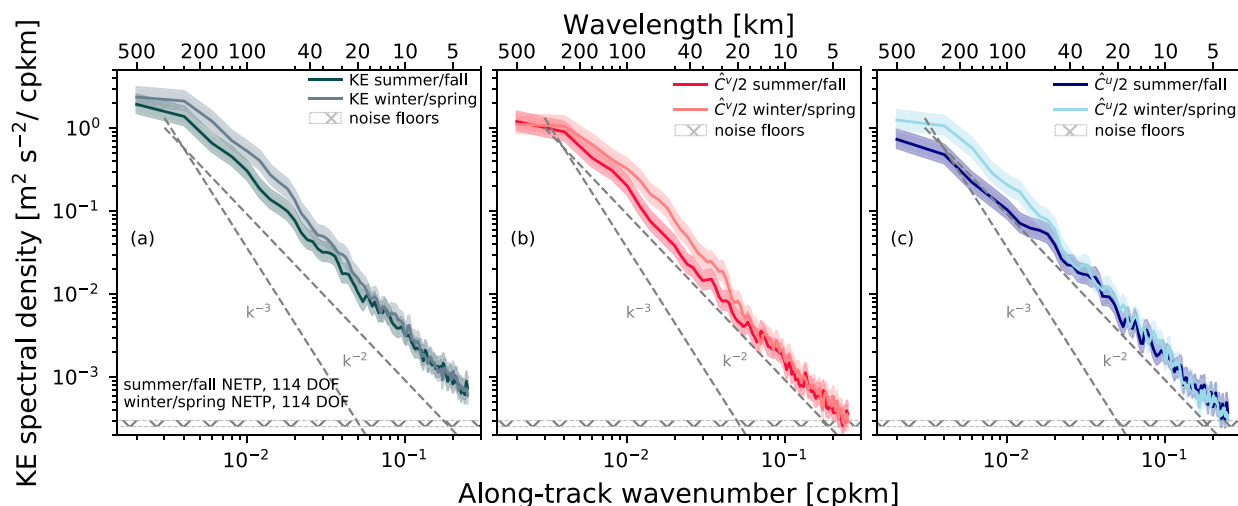 Wavelength [km]
500 200 100 40 20 10 5
500 200 100 40 20 10 5
500 200 100 40 20 10 5
KE spectral density [m² s⁻²/ cpkm]
10⁰
10⁻¹
10⁻²
10⁻³
KE summer/fall
KE winter/spring
noise floors
(a)
k⁻³
k⁻²
summer/fall NETP, 114 DOF
winter/spring NETP, 114 DOF
Ĉᵛ/2 summer/fall
Ĉᵛ/2 winter/spring
noise floors
(b)
k⁻³
k⁻²
Ĉᵘ/2 summer/fall
Ĉᵘ/2 winter/spring
noise floors
(c)
k⁻³
k⁻²
10⁻² 10⁻¹
10⁻² 10⁻¹
10⁻² 10⁻¹
Along-track wavenumber [cpkm]